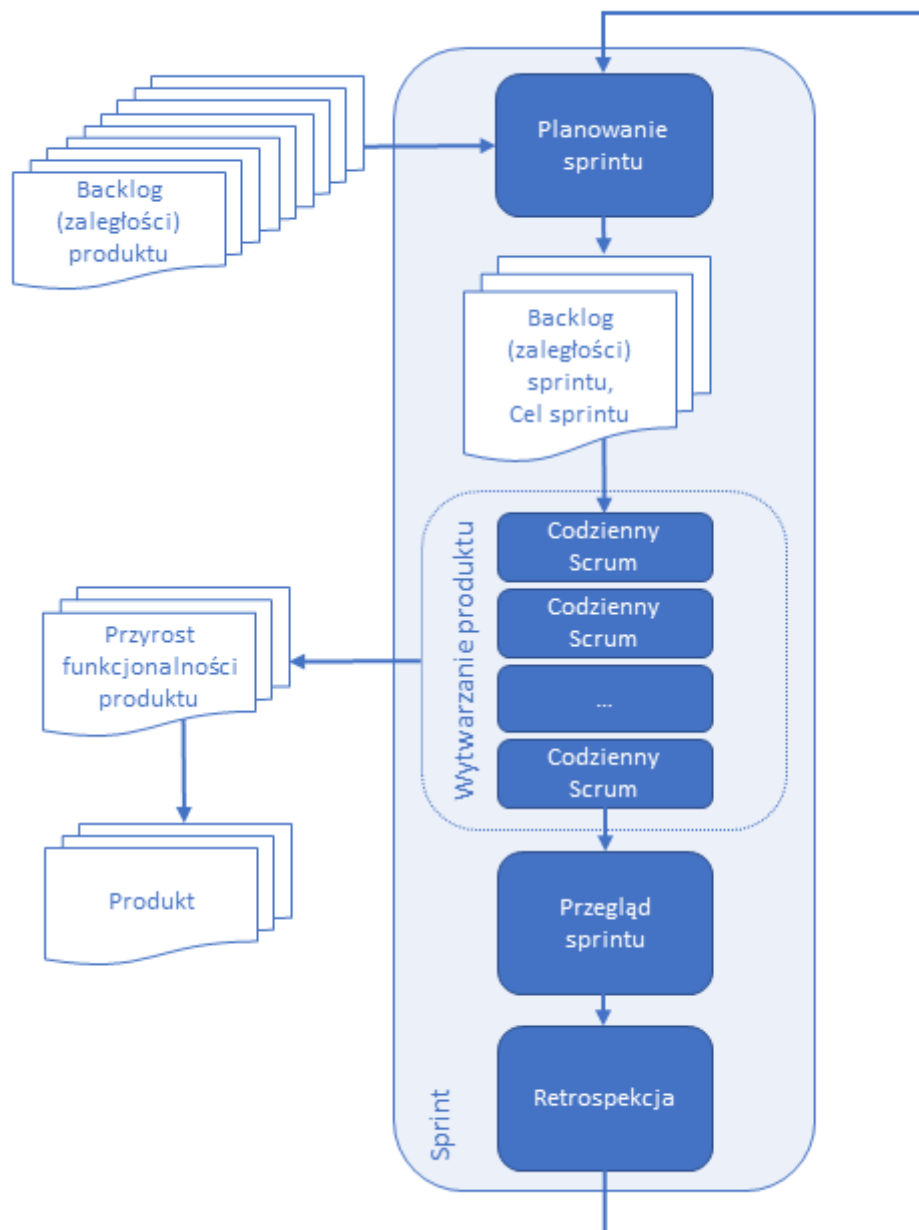 Planowanie
sprintu
Backlog
(zaległości)
produktu
Backlog
(zaległości)
sprintu,
Cel sprintu
Wytwarzanie produktu
Codzienny
Scrum
Codzienny
Scrum
...
Codzienny
Scrum
Przyrost
funkcjonalności
produktu
Produkt
Przegląd
sprintu
Retrospekcja
Sprint